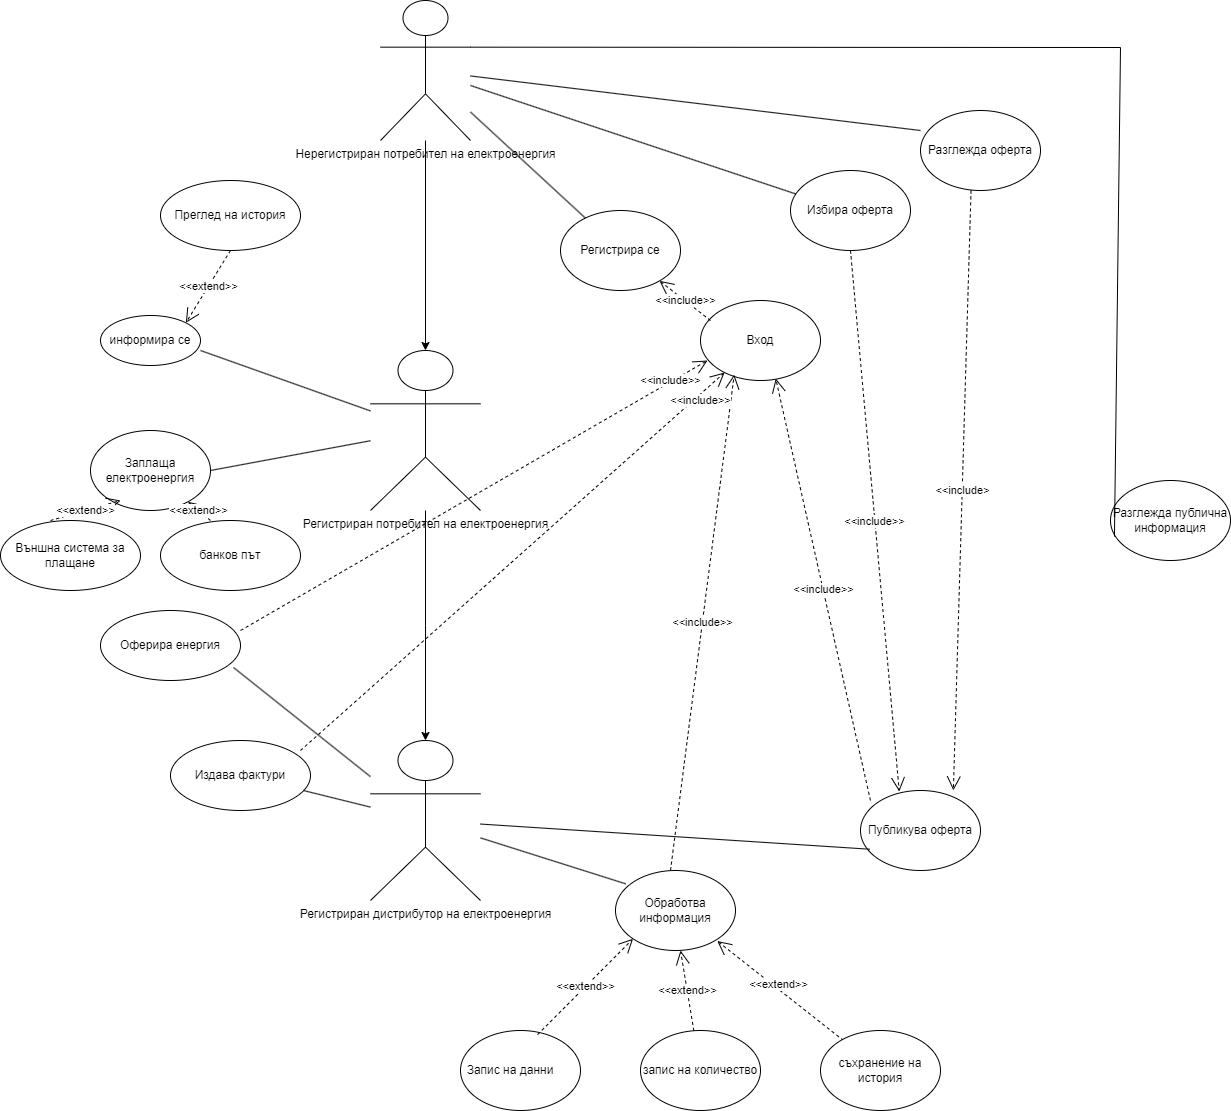 Нерегистриран потребител на електроенергия
Разглежда оферта
Избира оферта
Преглед на история
Регистрира се
<<extend>>
<<include>>
информира се
Вход
<<include>>
<<include>>
Заплаща
електроенергия
<<extend>>
<<extend>>
<<include>
Разглежда публична
информация
Регистриран потребител на електроенергия
<<include>>
Външна система за
плащане
банков път
<<include>>
<<include>>
Оферира енергия
Издава фактури
Публикува оферта
Регистриран дистрибутор на електроенергия
Обработва
информация
<<extend>>
<<extend>>
<<extend>>
Запис на данни
запис на количество
съхранение на
история